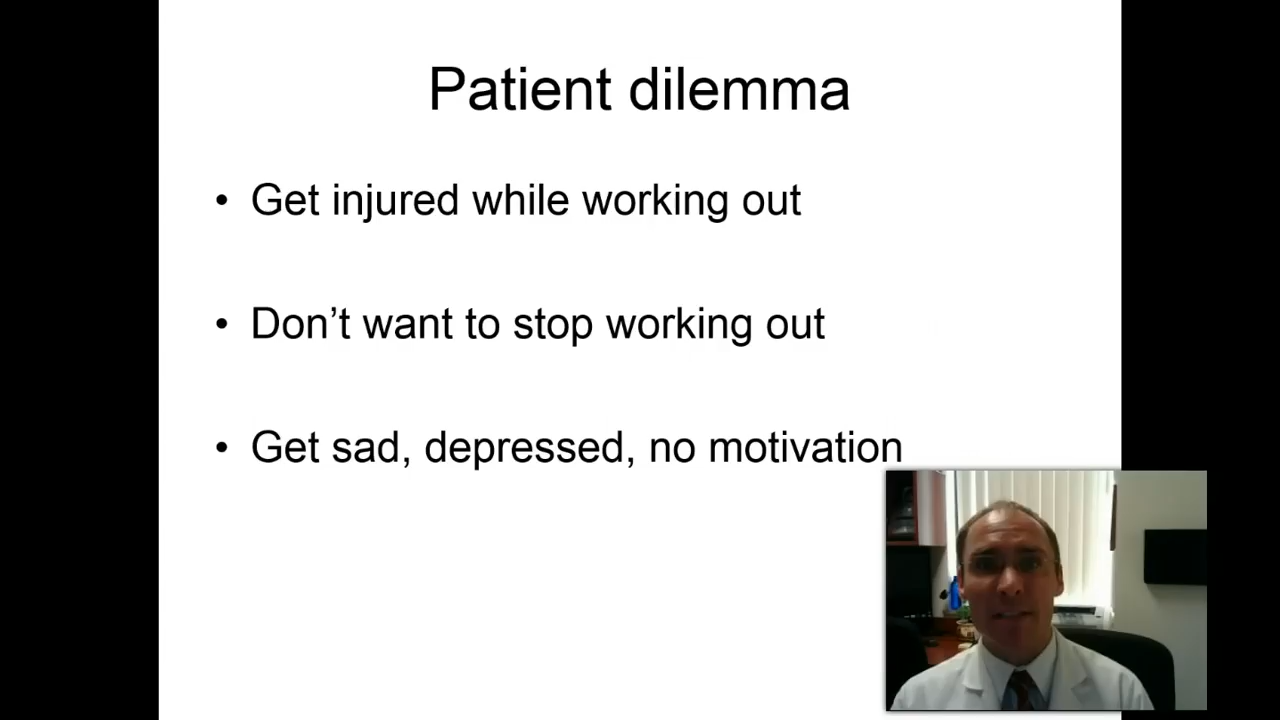 Patient dilemma
• Get injured while working out
• Don’t want to stop working out
• Get sad, depressed, no motivation